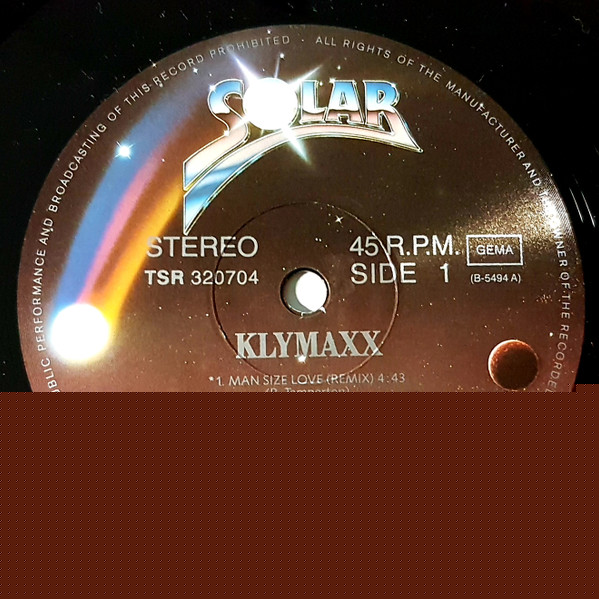 PUBLIC PERFORMANCE AND BROADCASTING OF THIS RECORD PROHIBITED · ALL RIGHTS OF THE MANUFACTURER AND
OF THE RECORDED
SOLAR
STEREO
45 R.P.M.
GEMA
TSR 320704
SIDE 1
(B-5494 A)
KLYMAXX
*1. MAN SIZE LOVE (REMIX) 4:43